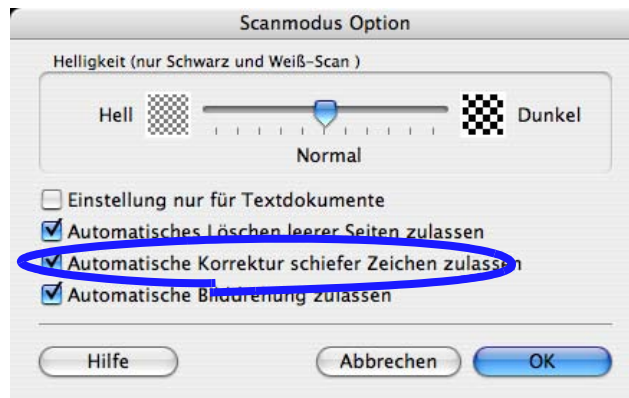 Scanmodus Option
Helligkeit (nur Schwarz und Weiß-Scan )
Hell Dunkel
Normal
Einstellung nur für Textdokumente
Automatisches Löschen leerer Seiten zulassen
Automatische Korrektur schiefer Zeichen zulassen
Automatische Bilddrehung zulassen
Hilfe Abbrechen OK